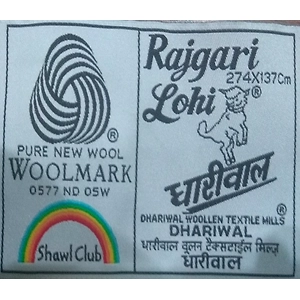 PURE NEW WOOL
WOOLMARK
0577 ND 05W
Shawl Club
Rajgari
274X137Cm
Lohi
धारीवाल
DHARIWAL WOOLLEN TEXTILE MILLS
DHARIWAL
धारीवाल वूलन टैक्सटाईल मिल्ज़
धारीवाल